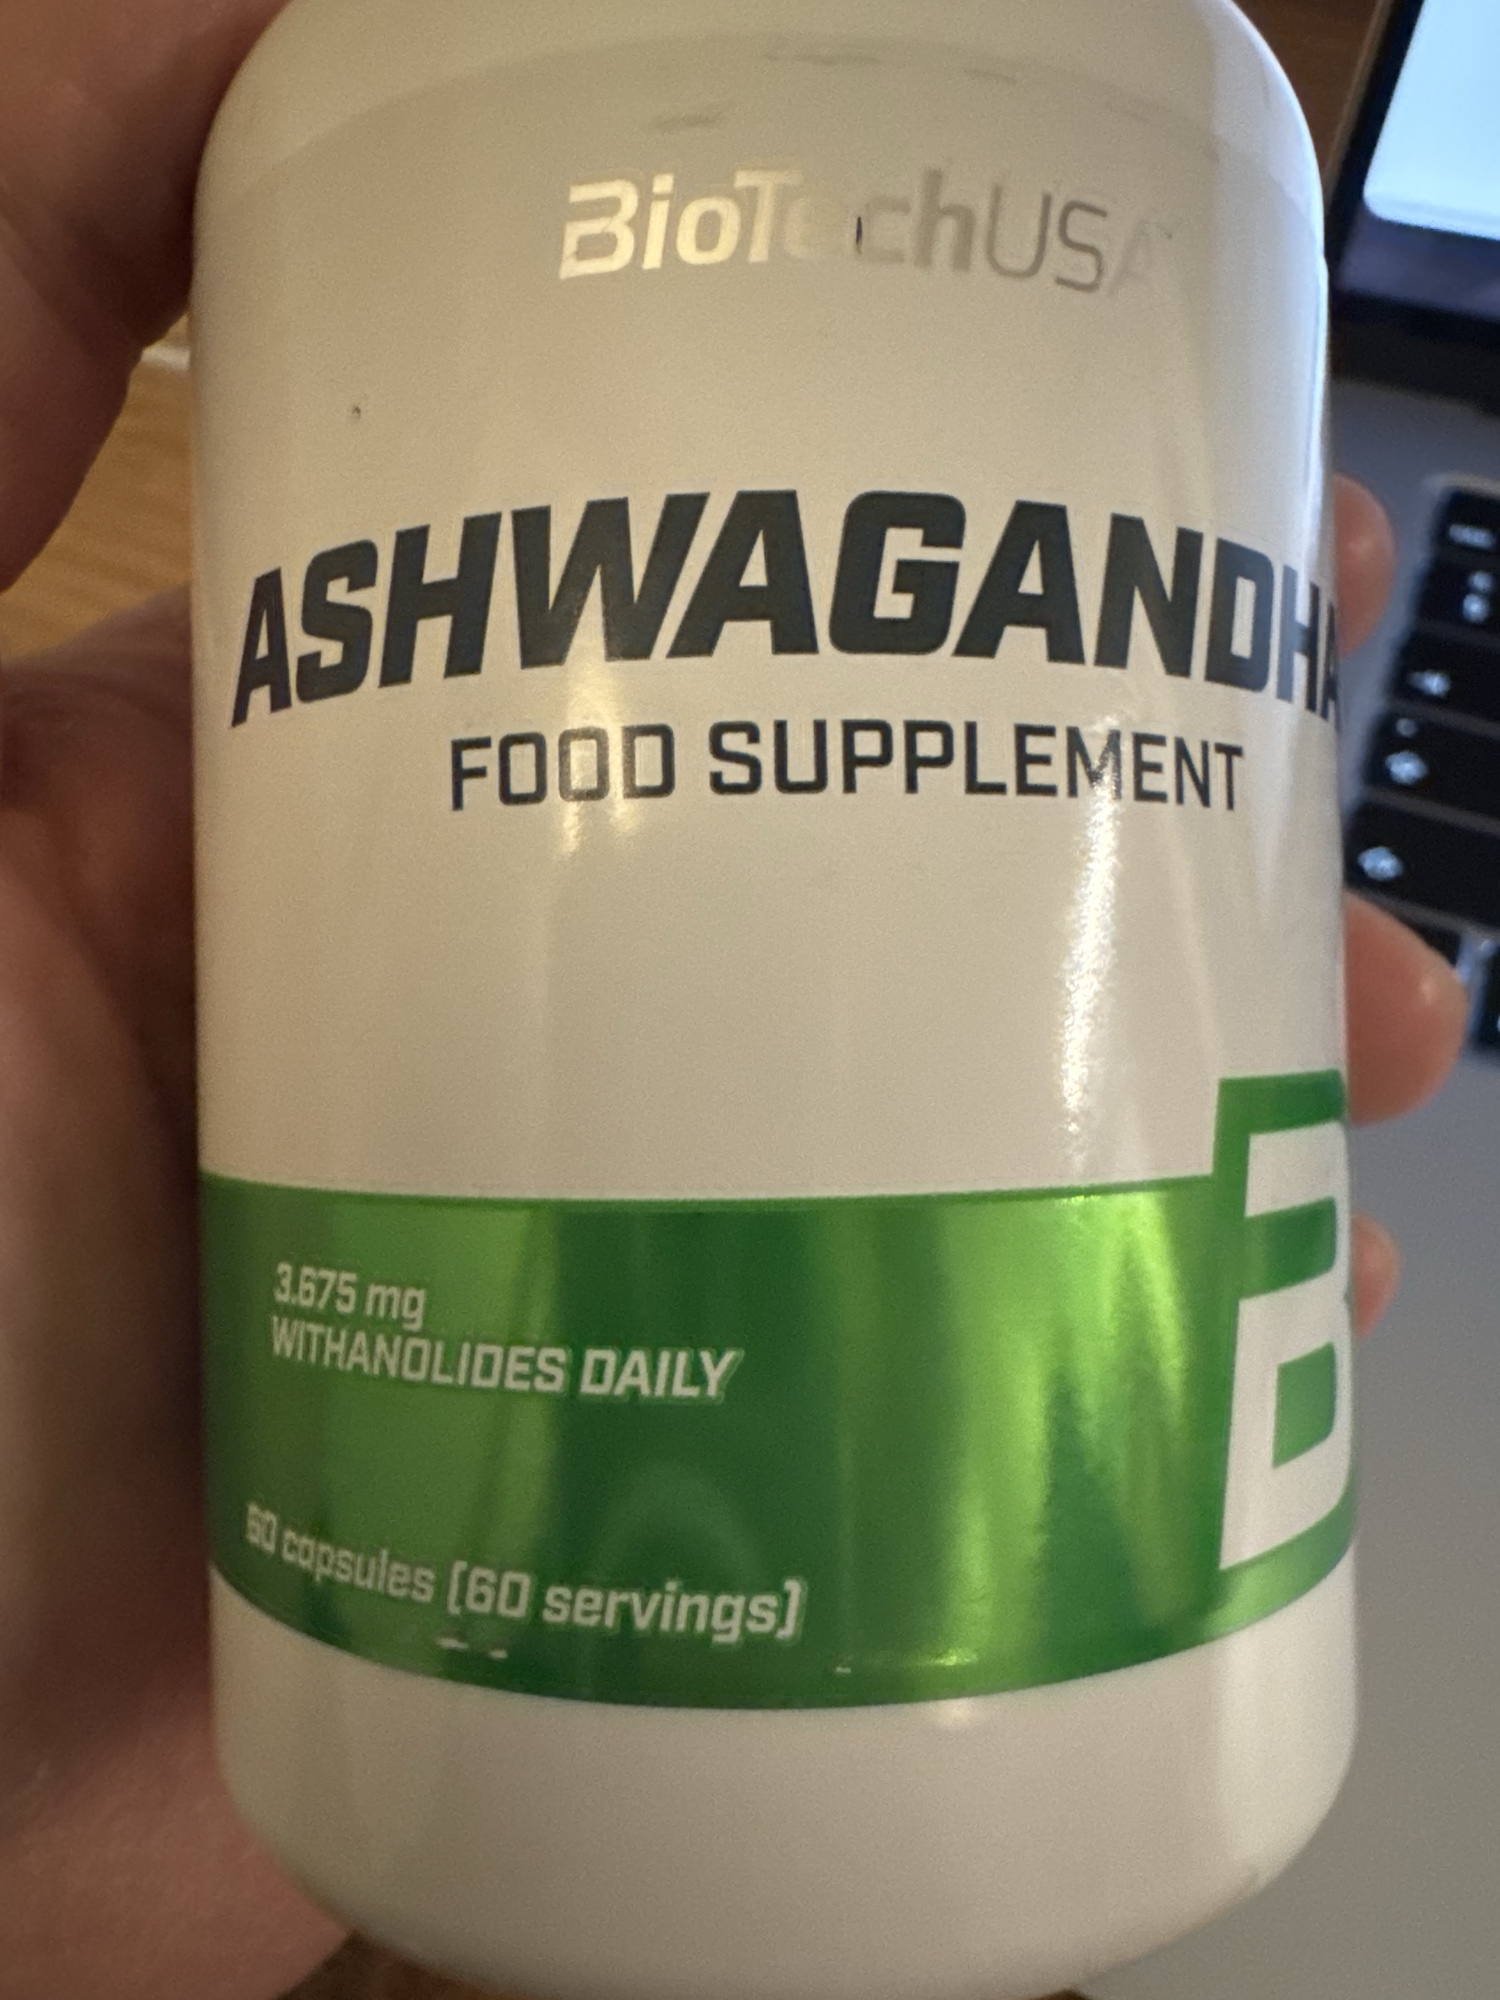 BioTechUSA
ASHWAGANDHA
FOOD SUPPLEMENT
B
3.675 mg
WITHANOLIDES DAILY
60 capsules (60 servings)